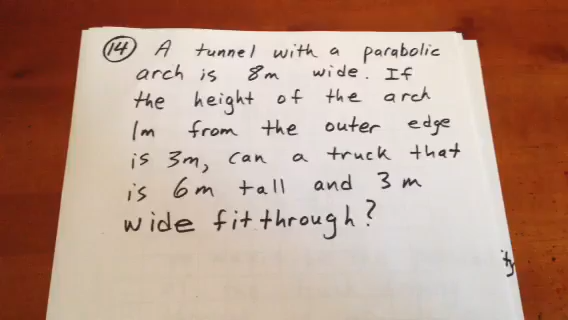 14 A tunnel with a parabolic
arch is 8m wide. If
the height of the arch
1m from the outer edge
is 3m, can a truck that
is 6m tall and 3m
wide fit through?